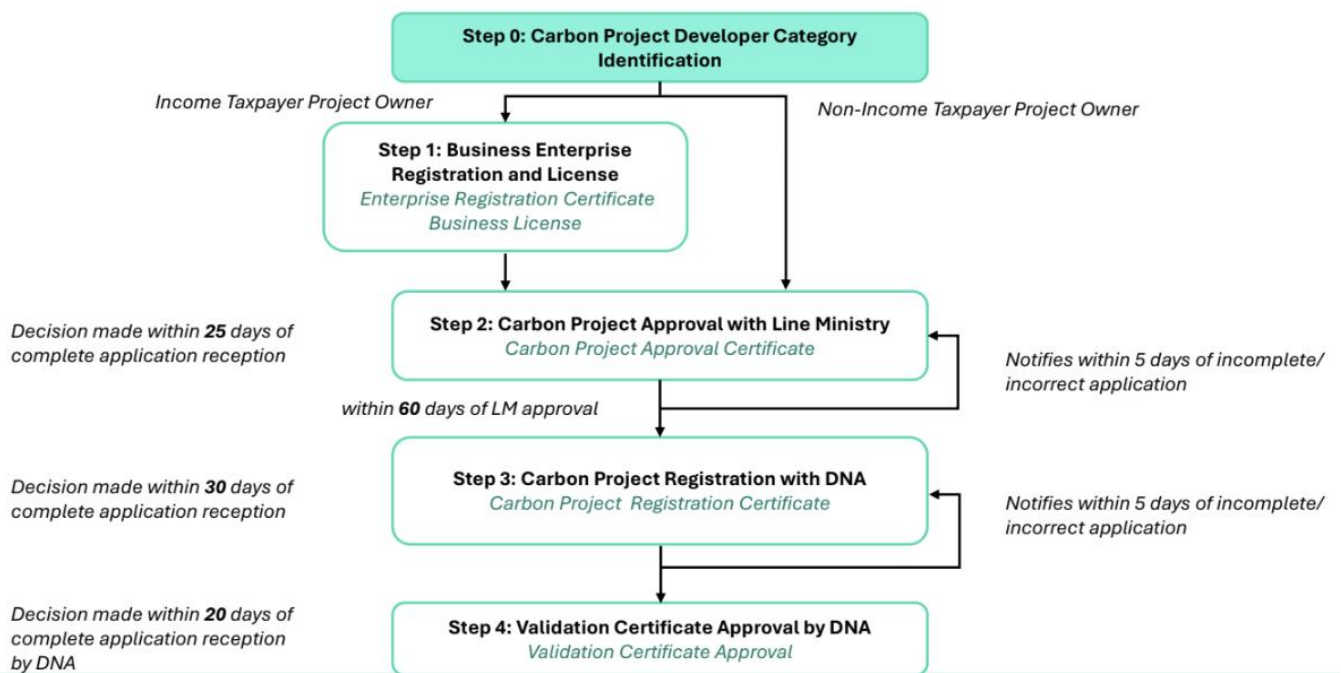 Step 0: Carbon Project Developer Category
Identification
Income Taxpayer Project Owner
Non-Income Taxpayer Project Owner
Step 1: Business Enterprise
Registration and License
Enterprise Registration Certificate
Business License
Decision made within 25 days of
complete application reception
Step 2: Carbon Project Approval with Line Ministry
Carbon Project Approval Certificate
Notifies within 5 days of incomplete/
incorrect application
within 60 days of LM approval
Decision made within 30 days of
complete application reception
Step 3: Carbon Project Registration with DNA
Carbon Project Registration Certificate
Notifies within 5 days of incomplete/
incorrect application
Decision made within 20 days of
complete application reception
by DNA
Step 4: Validation Certificate Approval by DNA
Validation Certificate Approval